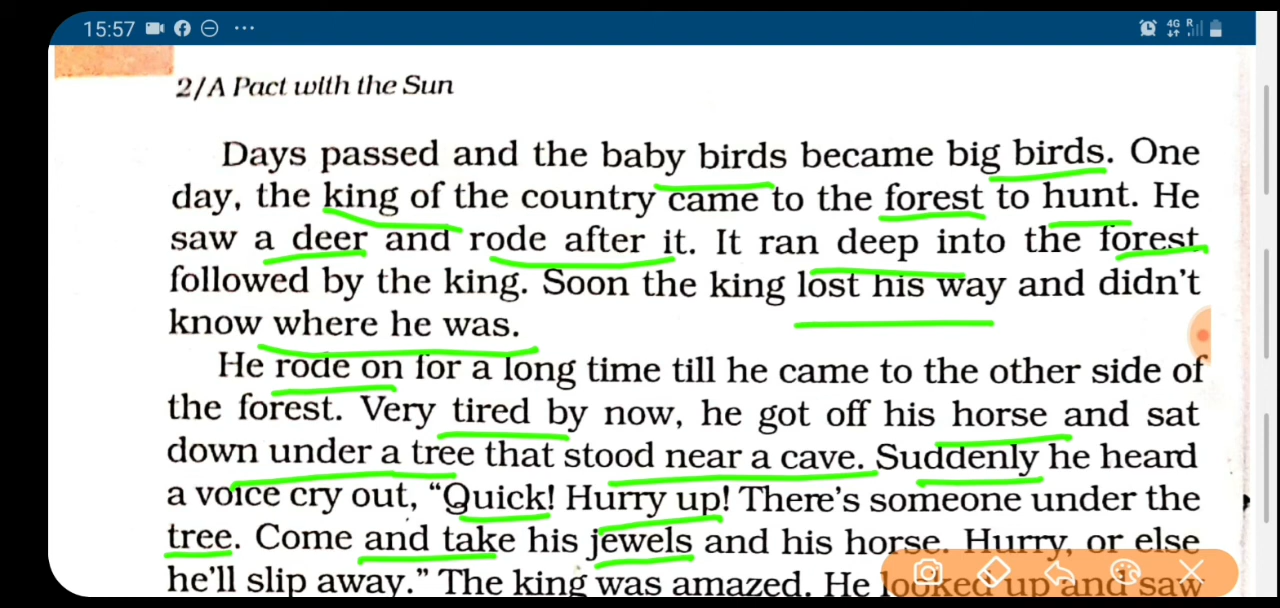 15:57
4G R
2/A Pact with the Sun
Days passed and the baby birds became big birds. One
day, the king of the country came to the forest to hunt. He
saw a deer and rode after it. It ran deep into the forest
followed by the king. Soon the king lost his way and didn't
know where he was.
He rode on for a long time till he came to the other side of
the forest. Very tired by now, he got off his horse and sat
down under a tree that stood near a cave. Suddenly he heard
a voice cry out, “Quick! Hurry up! There's someone under the
tree. Come and take his jewels and his horse. Hurry, or else
he'll slip away.” The king was amazed. He looked up and saw